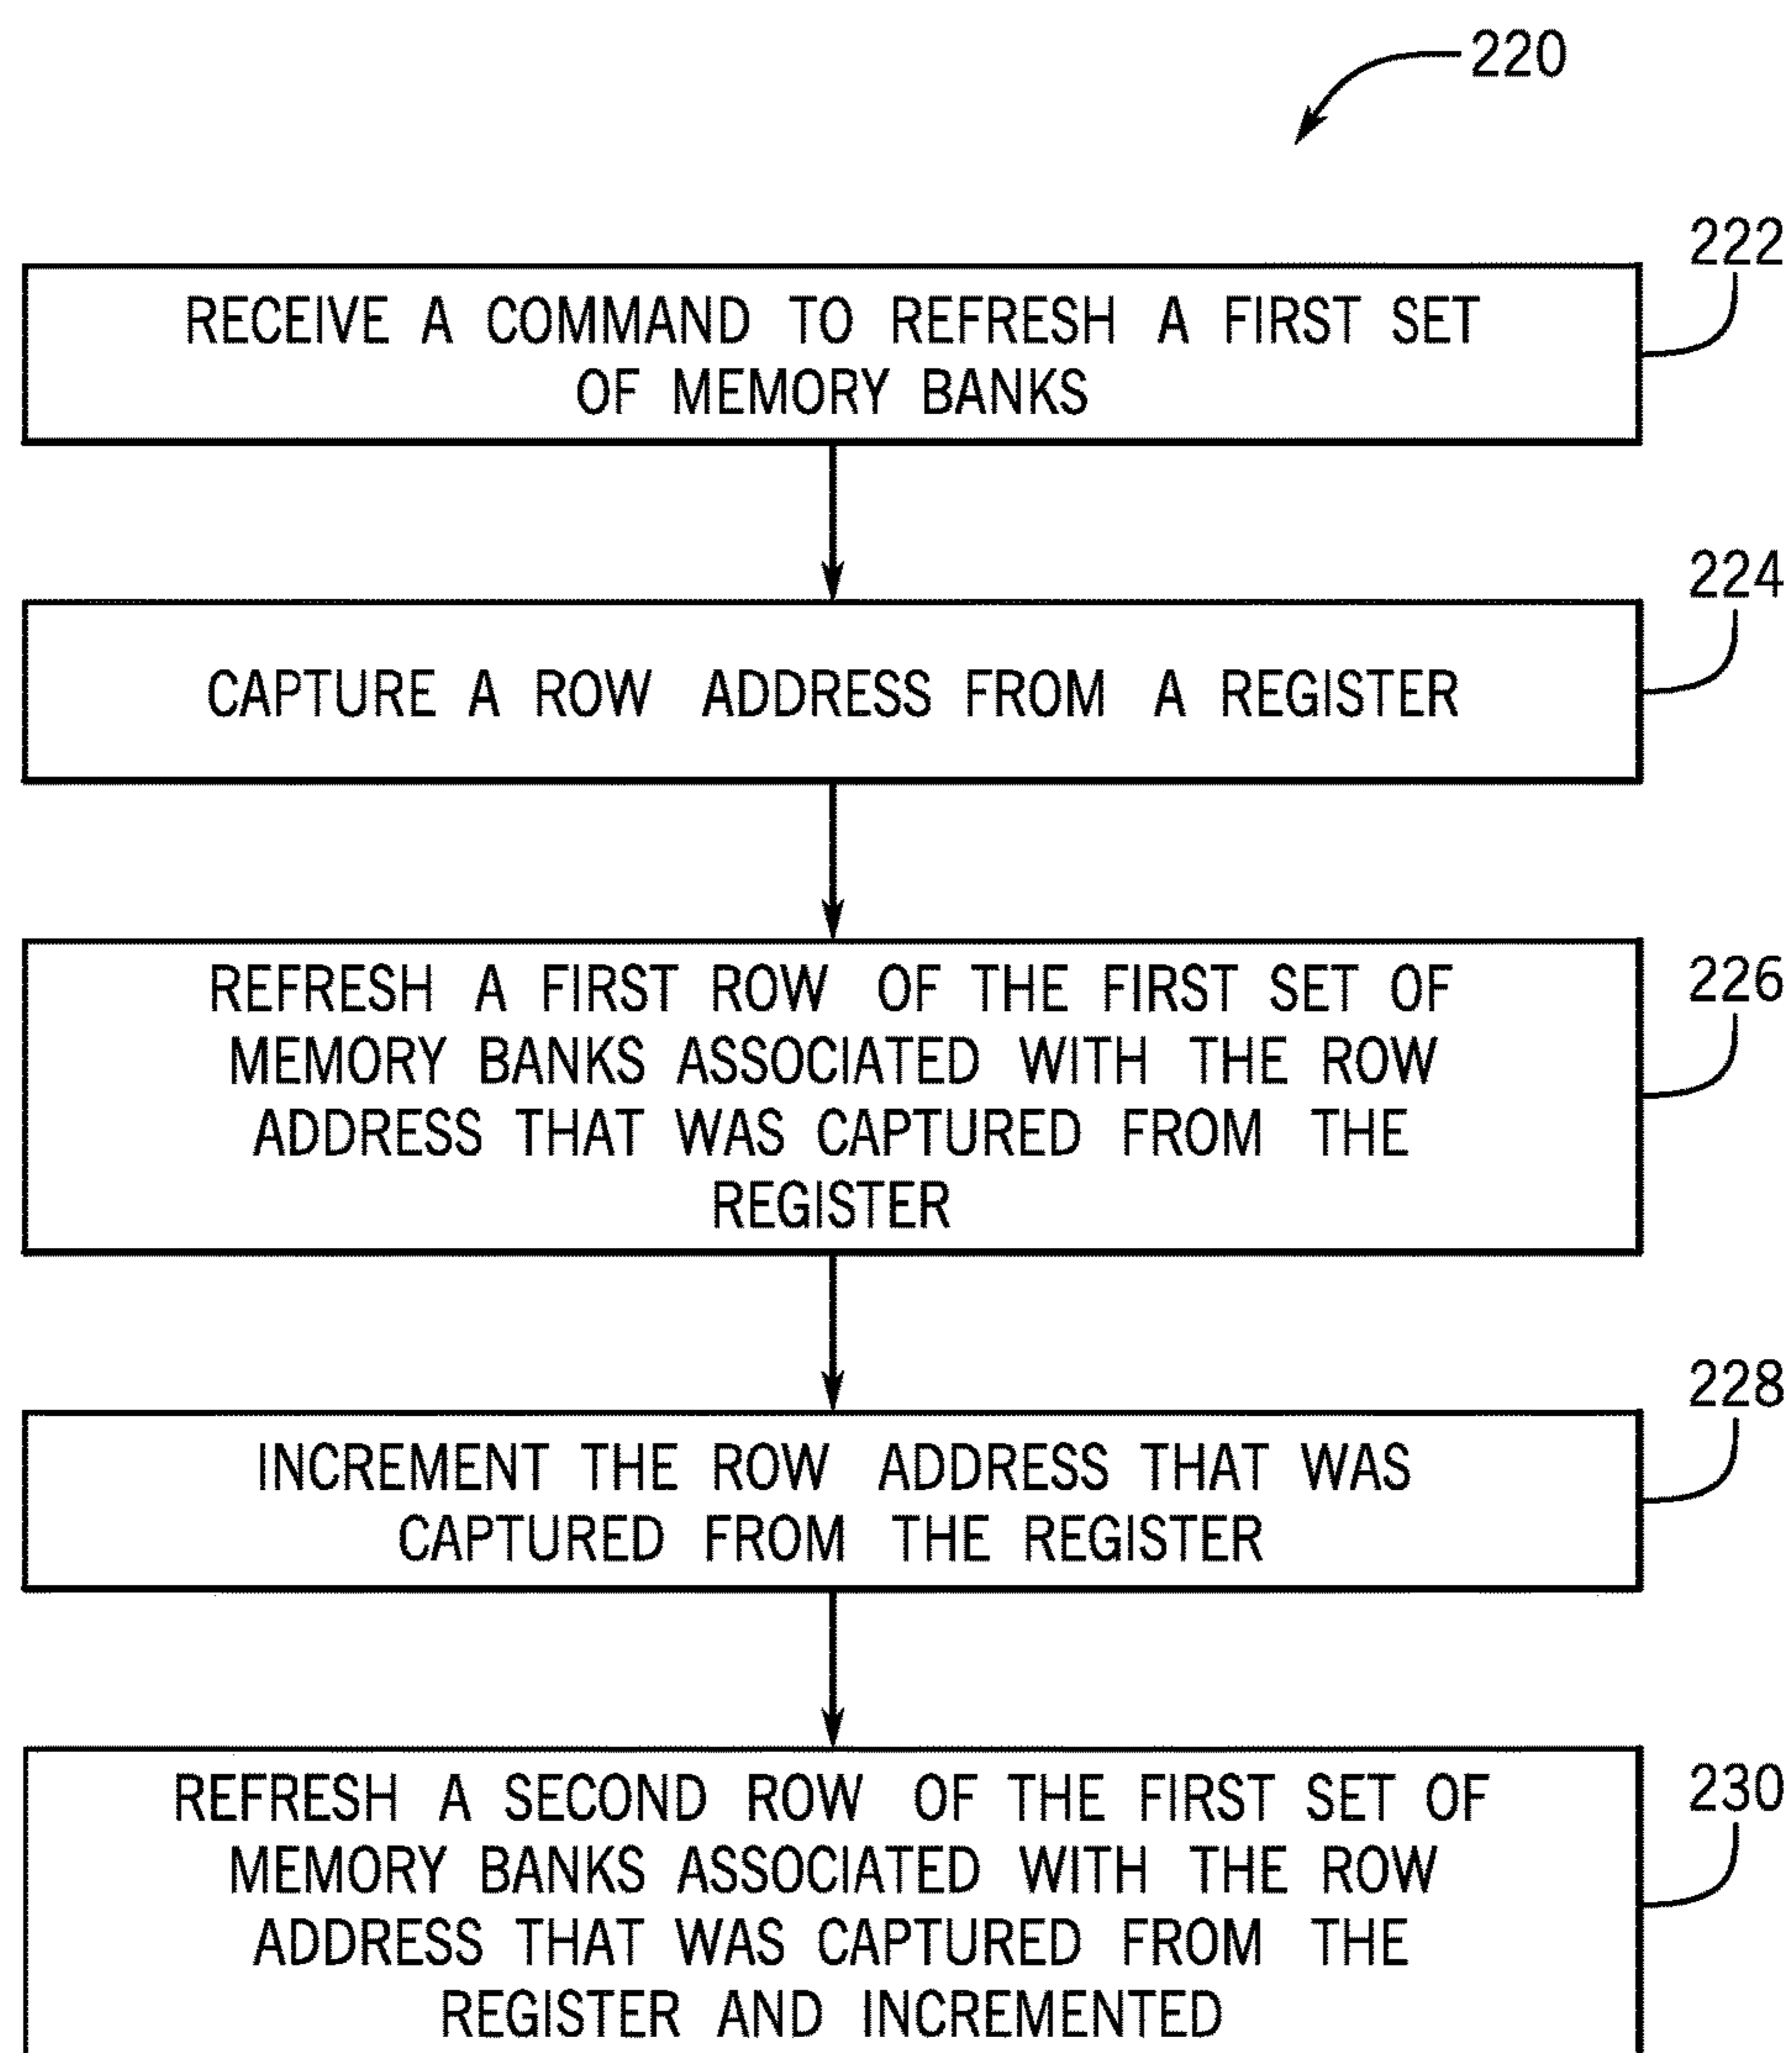 220
222
RECEIVE A COMMAND TO REFRESH A FIRST SET
OF MEMORY BANKS
224
CAPTURE A ROW ADDRESS FROM A REGISTER
226
REFRESH A FIRST ROW OF THE FIRST SET OF
MEMORY BANKS ASSOCIATED WITH THE ROW
ADDRESS THAT WAS CAPTURED FROM THE
REGISTER
228
INCREMENT THE ROW ADDRESS THAT WAS
CAPTURED FROM THE REGISTER
230
REFRESH A SECOND ROW OF THE FIRST SET OF
MEMORY BANKS ASSOCIATED WITH THE ROW
ADDRESS THAT WAS CAPTURED FROM THE
REGISTER AND INCREMENTED